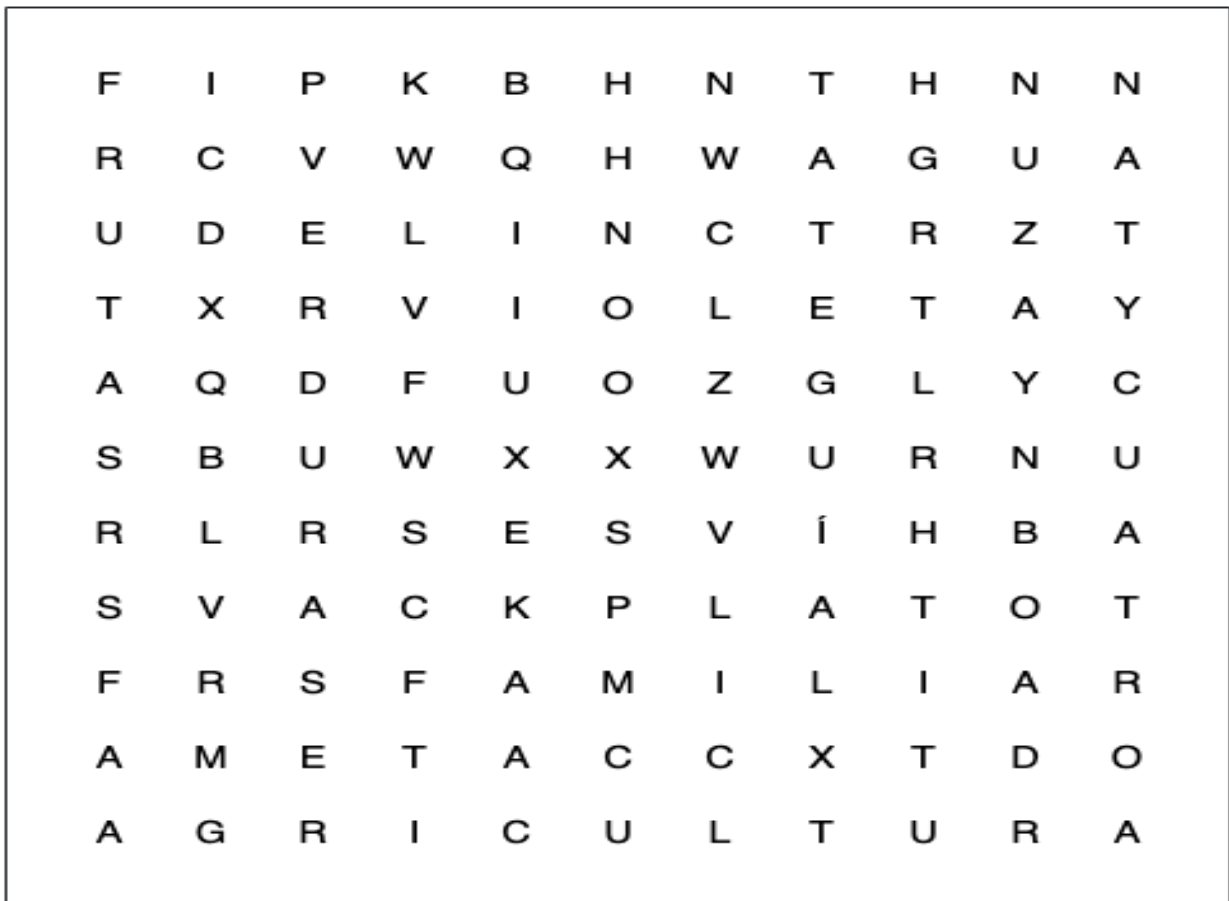 F I P K B H N T H N N
R C V W Q H W A G U A
U D E L I N C T R Z T
T X R V I O L E T A Y
A Q D F U O Z G L Y C
S B U W X X W U R N U
R L R S E S V Í H B A
S V A C K P L A T O T
F R S F A M I L I A R
A M E T A C C X T D O
A G R I C U L T U R A